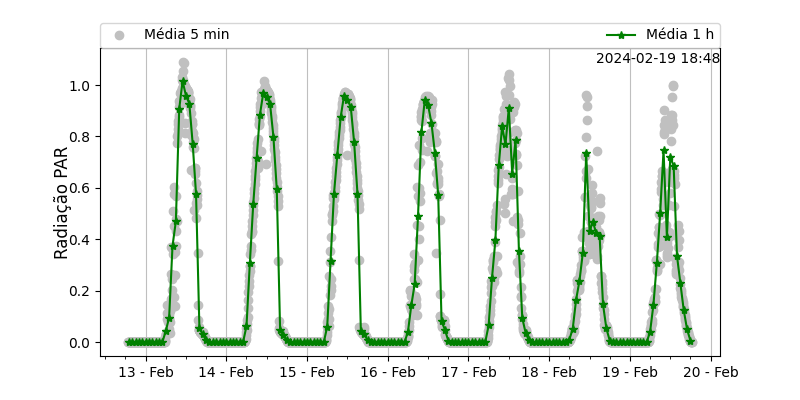 Média 5 min
Média 1 h
2024-02-19 18:48
Radiação PAR
1.0
0.8
0.6
0.4
0.2
0.0
13 - Feb
14 - Feb
15 - Feb
16 - Feb
17 - Feb
18 - Feb
19 - Feb
20 - Feb